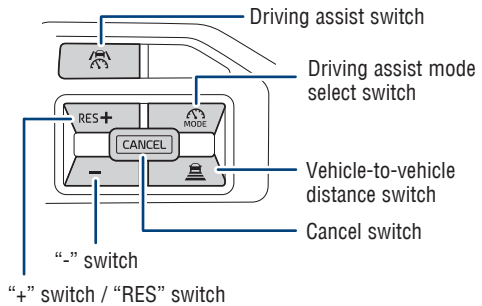 Driving assist switch
Driving assist mode
select switch
RES+
MODE
CANCEL
-
Vehicle-to-vehicle
distance switch
Cancel switch
“-” switch
“+” switch / “RES” switch